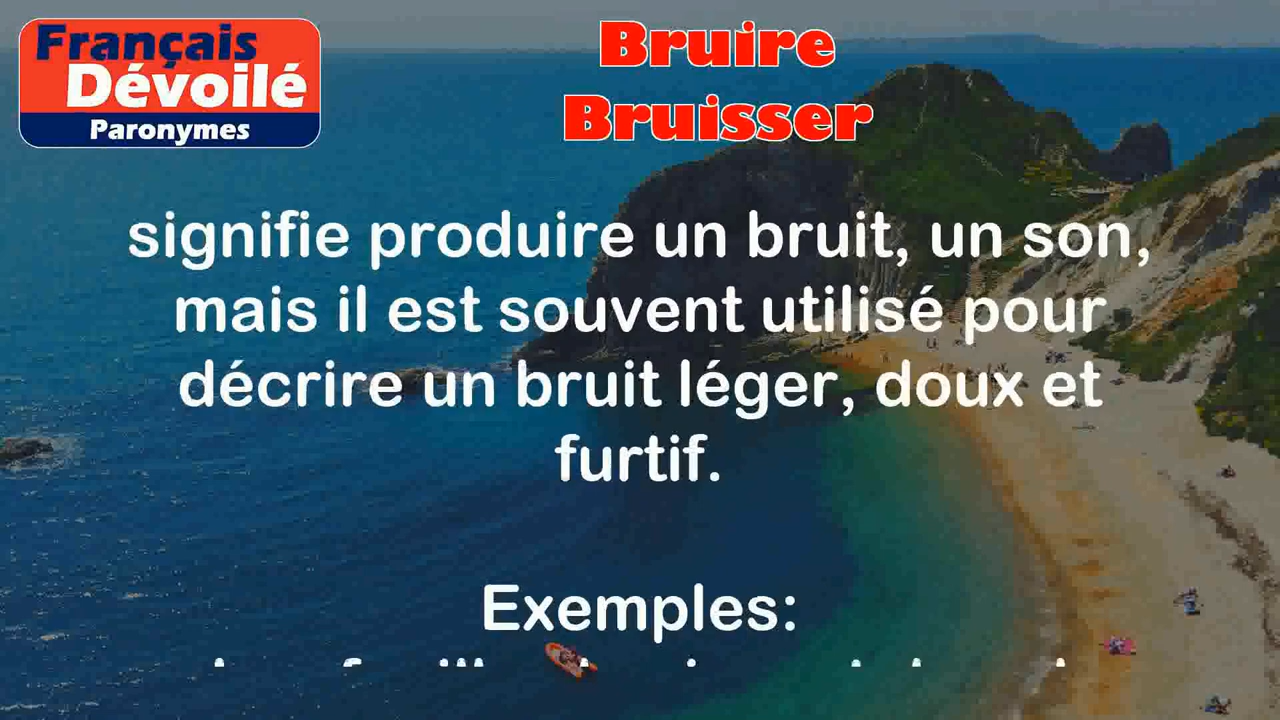 Français
Dévoilé
Paronymes
Bruire
Bruisser
signifie produire un bruit, un son,
mais il est souvent utilisé pour
décrire un bruit léger, doux et
furtif.
Exemples: